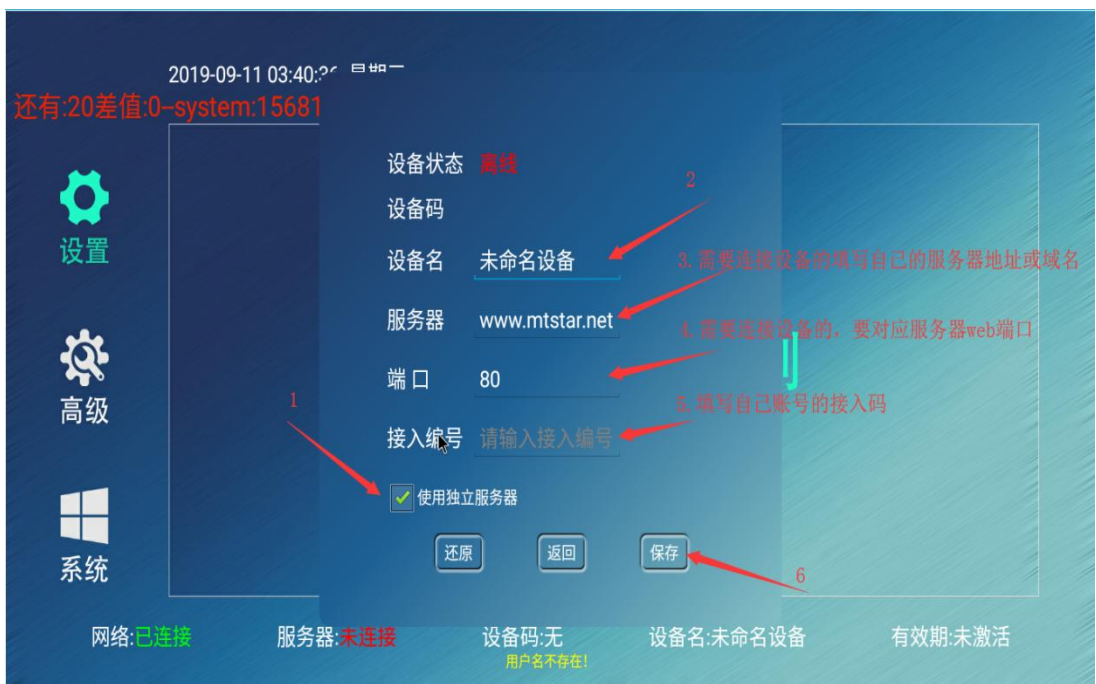 2019-09-11 03:40:36 星期三
还有:20差值:0--system:15681
设备状态 离线
2
设备码
设备名 未命名设备
3.需要连接设备的填写自己的服务器地址或域名
服务器 www.mtstar.net
4.需要连接设备的，要对应服务器web端口
端 口 80
5.填写自己账号的接入码
1
接入编号 请输入接入编号
使用独立服务器
还原 返回 保存
6
设置
高级
系统
网络:已连接 服务器:未连接 设备码:无 设备名:未命名设备 有效期:未激活
用户名不存在!